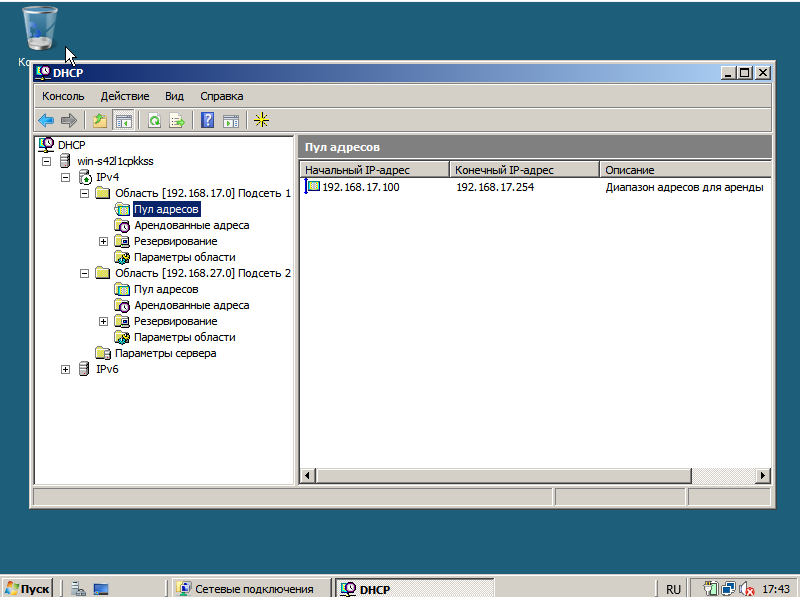 DHCP
Консоль Действие Вид Справка
DHCP
win-s42l1cpkkss
IPv4
Область [192.168.17.0] Подсеть 1
Пул адресов
Арендованные адреса
Резервирование
Параметры области
Область [192.168.27.0] Подсеть 2
Пул адресов
Арендованные адреса
Резервирование
Параметры области
Параметры сервера
IPv6
Пул адресов
Начальный IP-адрес Конечный IP-адрес Описание
192.168.17.100 192.168.17.254 Диапазон адресов для аренды
Пуск Сетевые подключения DHCP RU 17:43